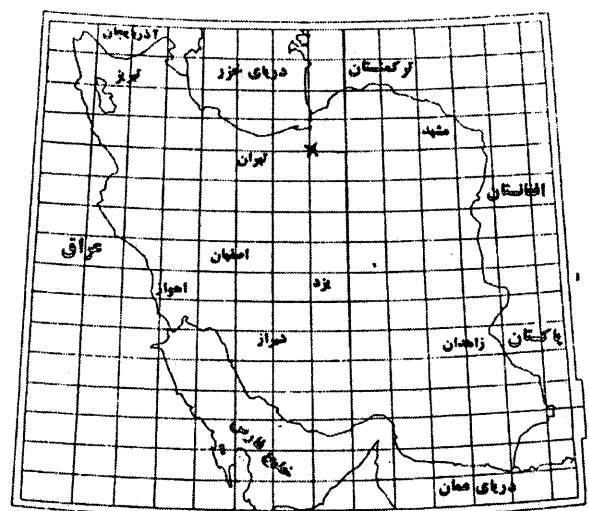 آذربایجان
تبریز
دریای خزر
ترکمنستان
مشهد
تهران
افغانستان
عراق
اصفهان
اهواز
یزد
شیراز
زاهدان
پاکستان
خلیج فارس
دریای عمان